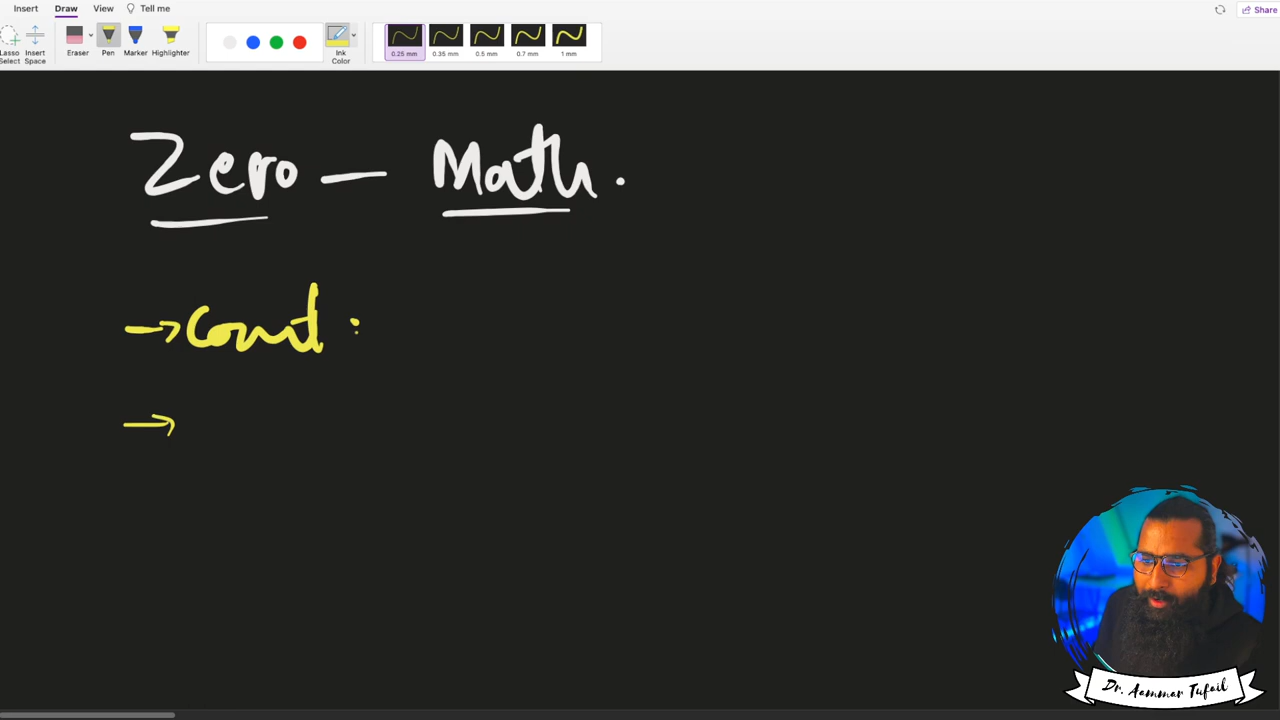 Insert Draw View Tell me
Share
Lasso Select
Insert Space
Eraser
Pen
Marker
Highlighter
Ink Color
0.25 mm
0.35 mm
0.5 mm
0.7 mm
1 mm
Zero — Math.
→ Count :
→
Dr. Aammar Tufail